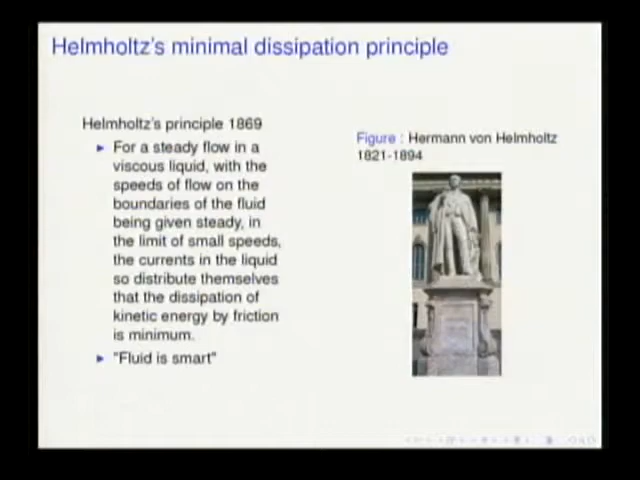 Helmholtz's minimal dissipation principle
Helmholtz's principle 1869
For a steady flow in a
viscous liquid, with the
speeds of flow on the
boundaries of the fluid
being given steady, in
the limit of small speeds,
the currents in the liquid
so distribute themselves
that the dissipation of
kinetic energy by friction
is minimum.
"Fluid is smart"
Figure : Hermann von Helmholtz
1821-1894